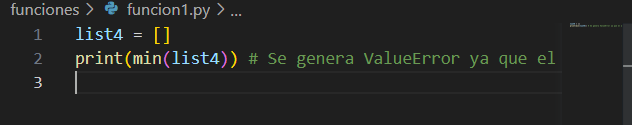 funciones > funcion1.py > ...
1 list4 = []
2 print(min(list4)) # Se genera ValueError ya que el
3